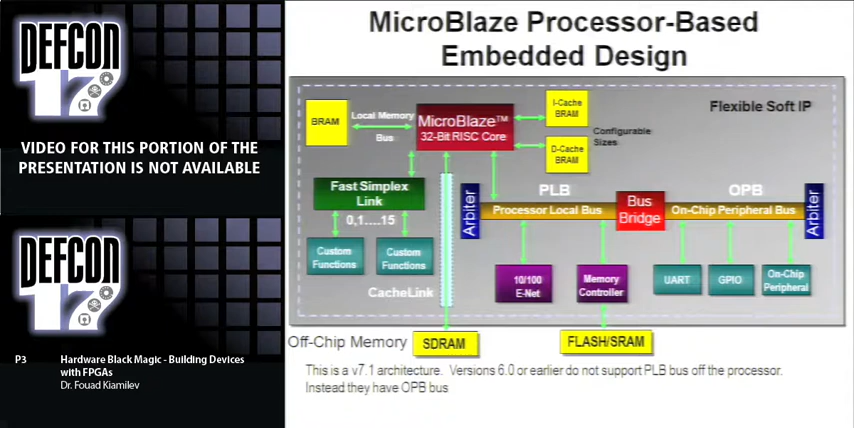 DEFCON
17
VIDEO FOR THIS PORTION OF THE
PRESENTATION IS NOT AVAILABLE
DEFCON
17
P3 Hardware Black Magic - Building Devices
with FPGAs
Dr. Fouad Kiamilev
MicroBlaze Processor-Based
Embedded Design
Flexible Soft IP
BRAM
Local Memory
Bus
MicroBlaze™
32-Bit RISC Core
I-Cache
BRAM
D-Cache
BRAM
Configurable
Sizes
Fast Simplex
Link
0,1....15
Custom
Functions
Custom
Functions
CacheLink
Arbiter
PLB
Processor Local Bus
Bus
Bridge
OPB
On-Chip Peripheral Bus
Arbiter
10/100
E-Net
Memory
Controller
UART
GPIO
On-Chip
Peripheral
Off-Chip Memory
SDRAM
FLASH/SRAM
This is a v7.1 architecture. Versions 6.0 or earlier do not support PLB bus off the processor.
Instead they have OPB bus